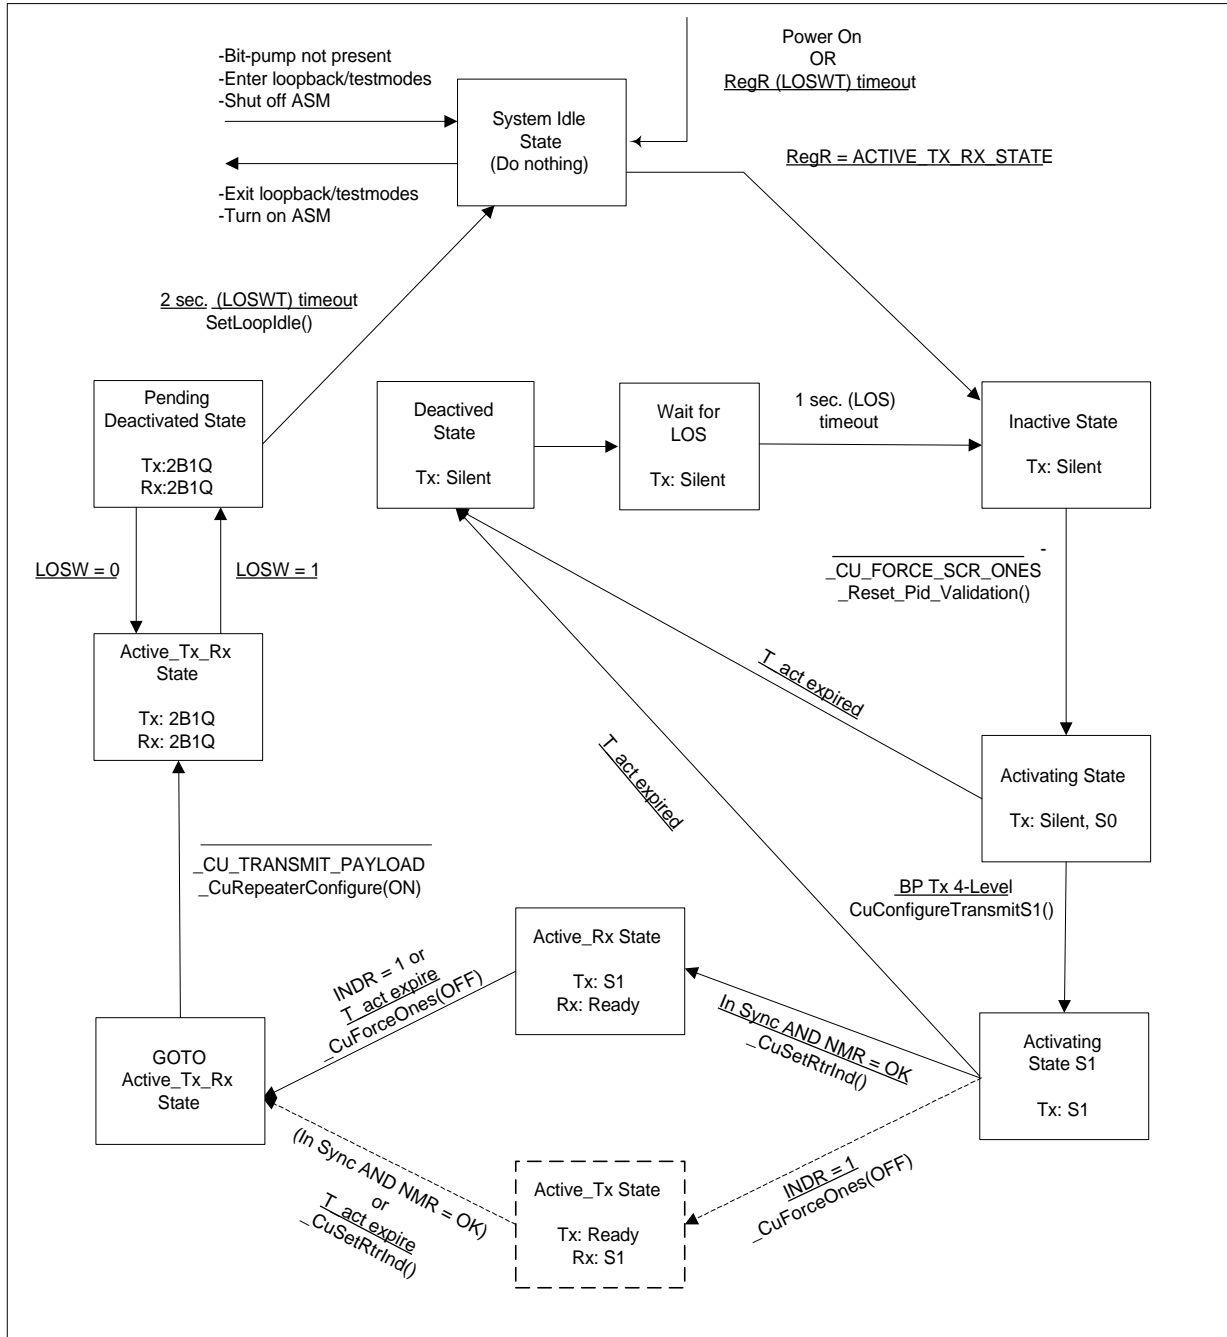 -Bit-pump not present
-Enter loopback/testmodes
-Shut off ASM
Power On
OR
RegR (LOSWT) timeout
System Idle
State
(Do nothing)
RegR = ACTIVE_TX_RX_STATE
-Exit loopback/testmodes
-Turn on ASM
2 sec. (LOSWT) timeout
SetLoopIdle()
Pending
Deactivated State
Tx:2B1Q
Rx:2B1Q
Deactived
State
Tx: Silent
Wait for
LOS
Tx: Silent
1 sec. (LOS)
timeout
Inactive State
Tx: Silent
LOSW = 0
LOSW = 1
-
_CU_FORCE_SCR_ONES
_Reset_Pid_Validation()
Active_Tx_Rx
State
Tx: 2B1Q
Rx: 2B1Q
T_act expired
T_act expired
Activating State
Tx: Silent, S0
_CU_TRANSMIT_PAYLOAD
_CuRepeaterConfigure(ON)
BP Tx 4-Level
CuConfigureTransmitS1()
Active_Rx State
Tx: S1
Rx: Ready
INDR = 1 or
T_act expire
_CuForceOnes(OFF)
In Sync AND NMR = OK
_CuSetRtrInd()
GOTO
Active_Tx_Rx
State
Activating
State S1
Tx: S1
(In Sync AND NMR = OK)
or
T_act expire
_CuSetRtrInd()
Active_Tx State
Tx: Ready
Rx: S1
INDR = 1
_CuForceOnes(OFF)